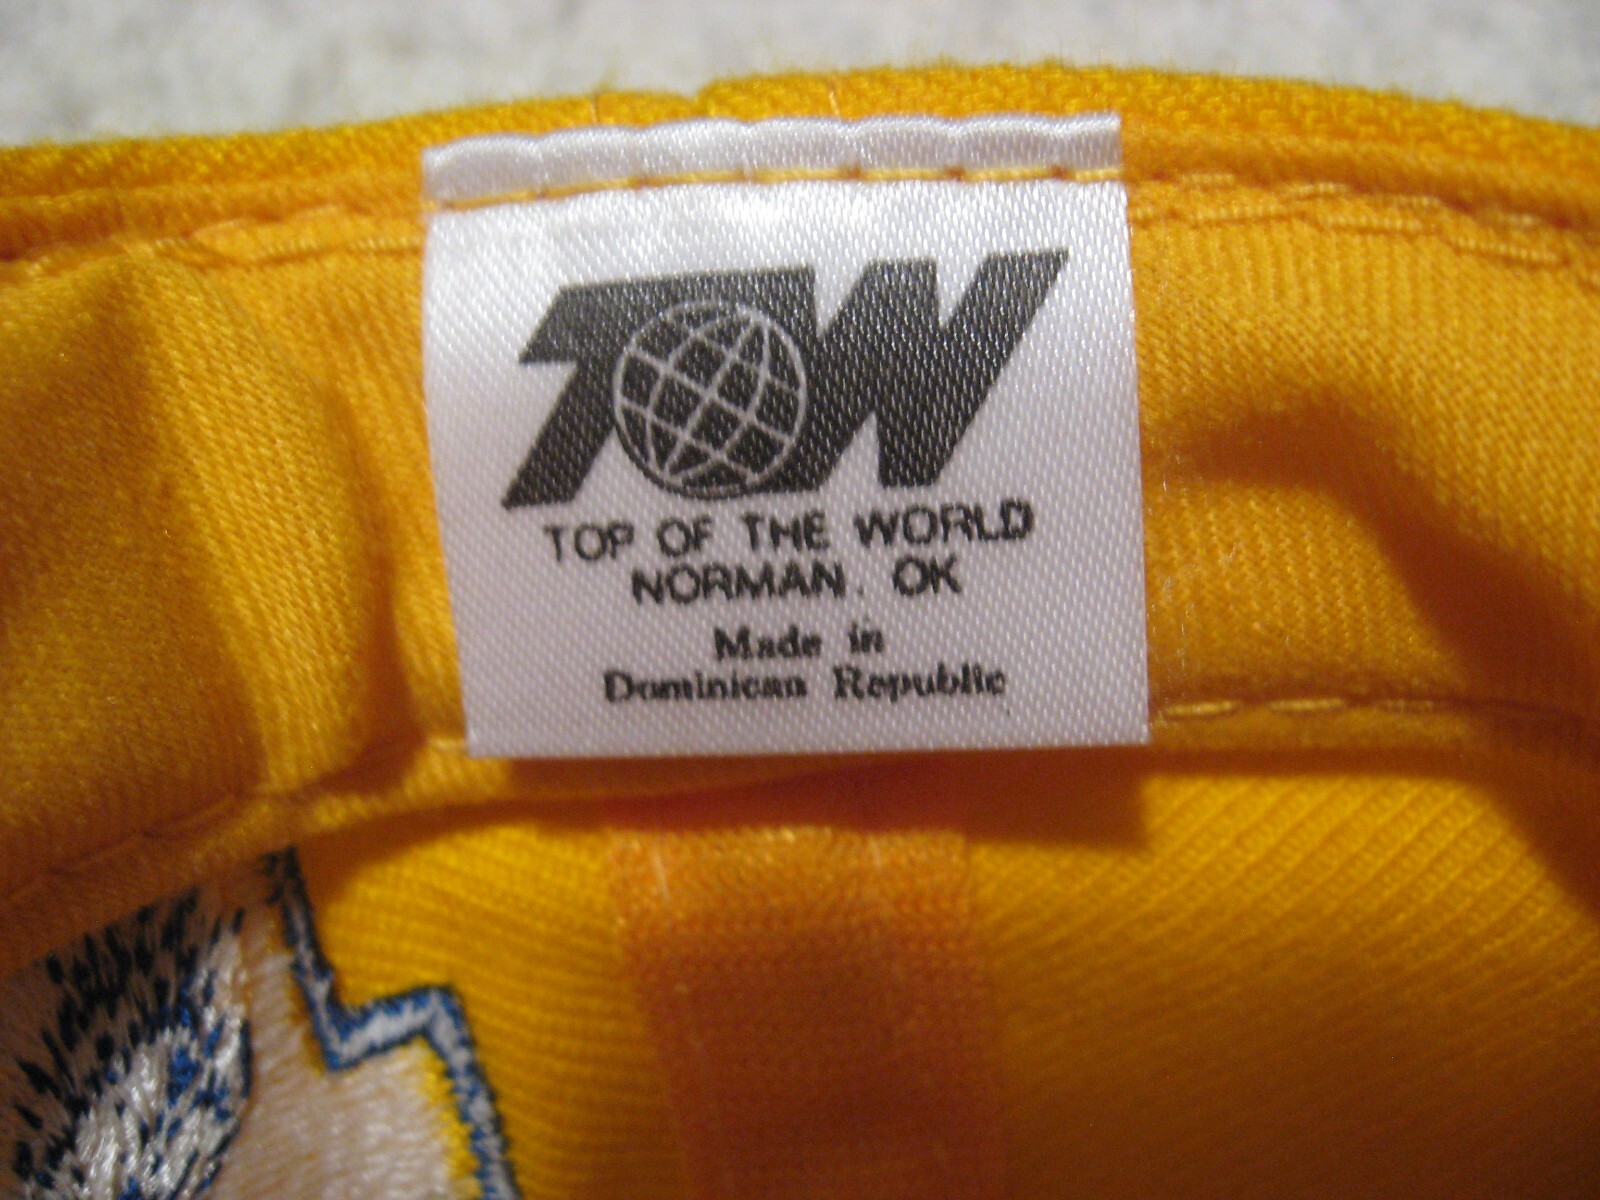 TOW
TOP OF THE WORLD
NORMAN. OK
Made in
Dominican Republic